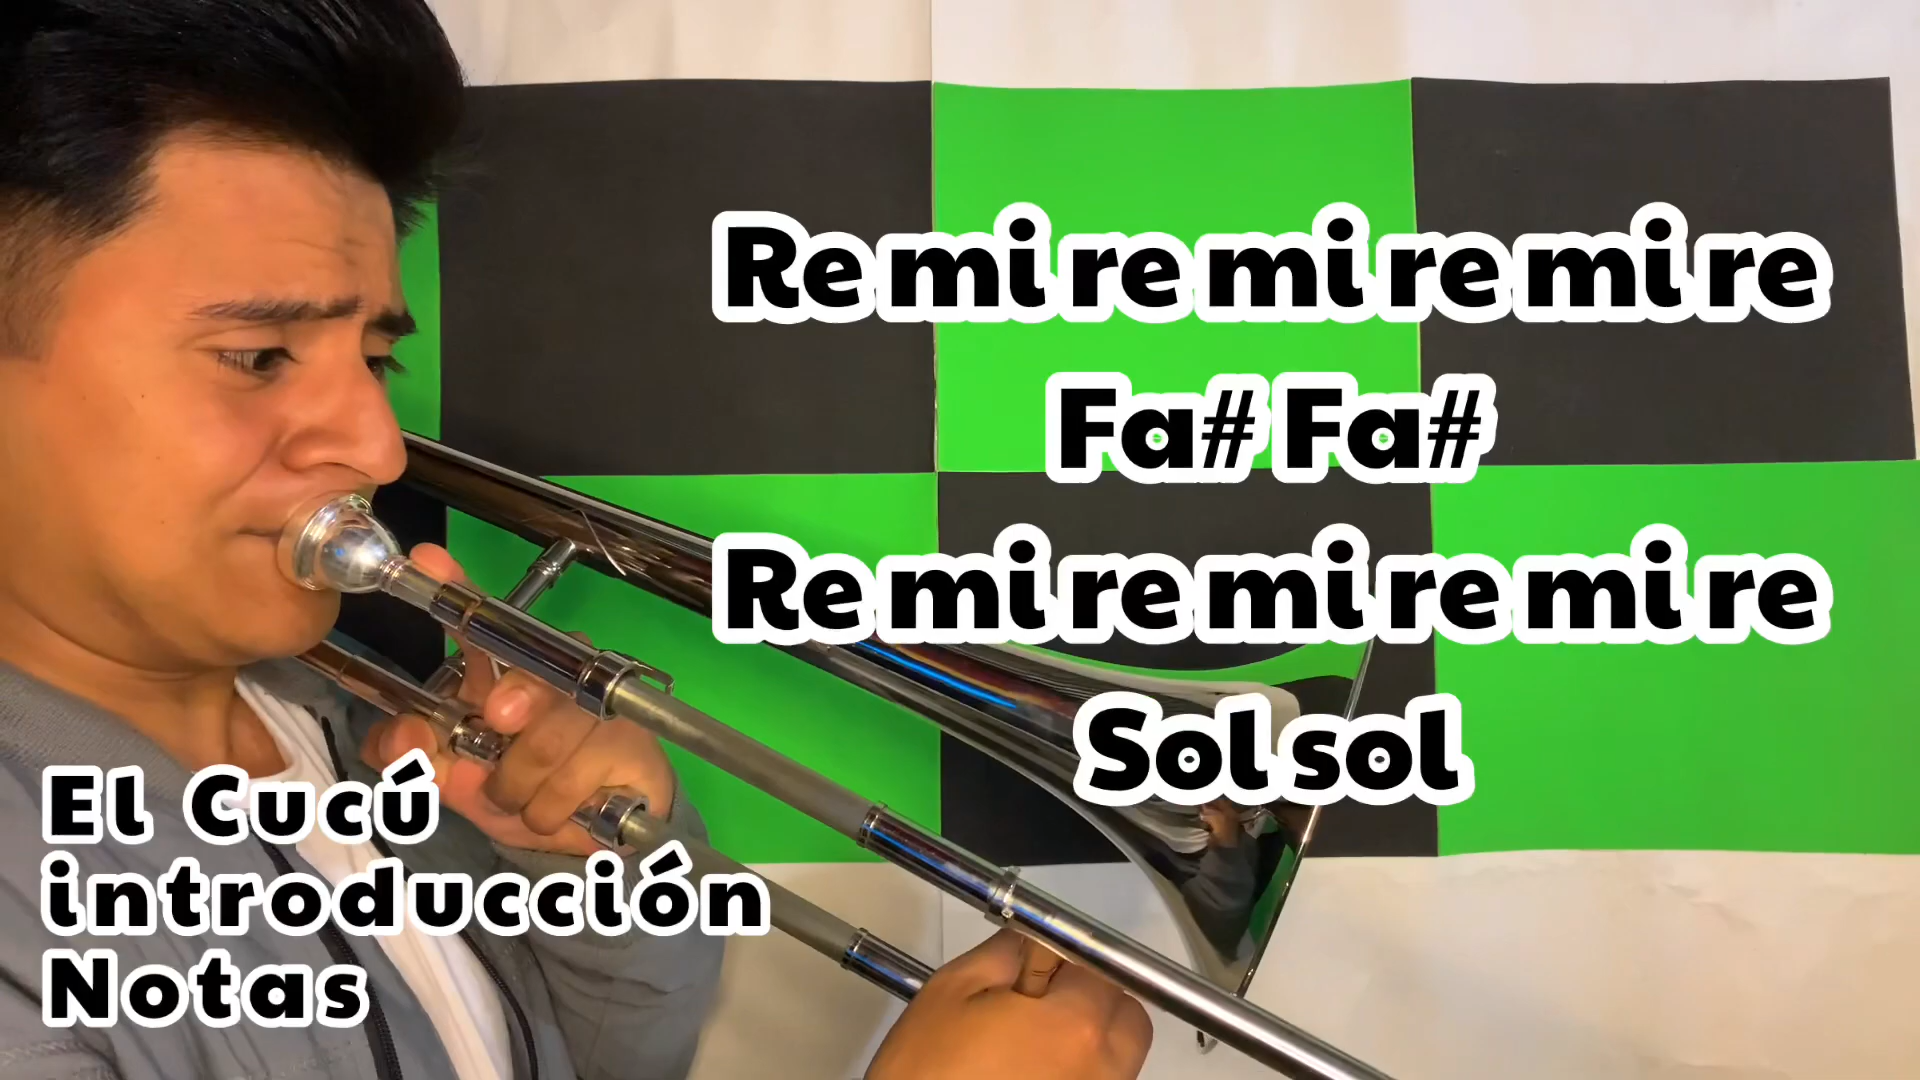 Re mi re mi re mi re
Fa# Fa#
Re mi re mi re mi re
Sol sol
El Cucú
introducción
Notas